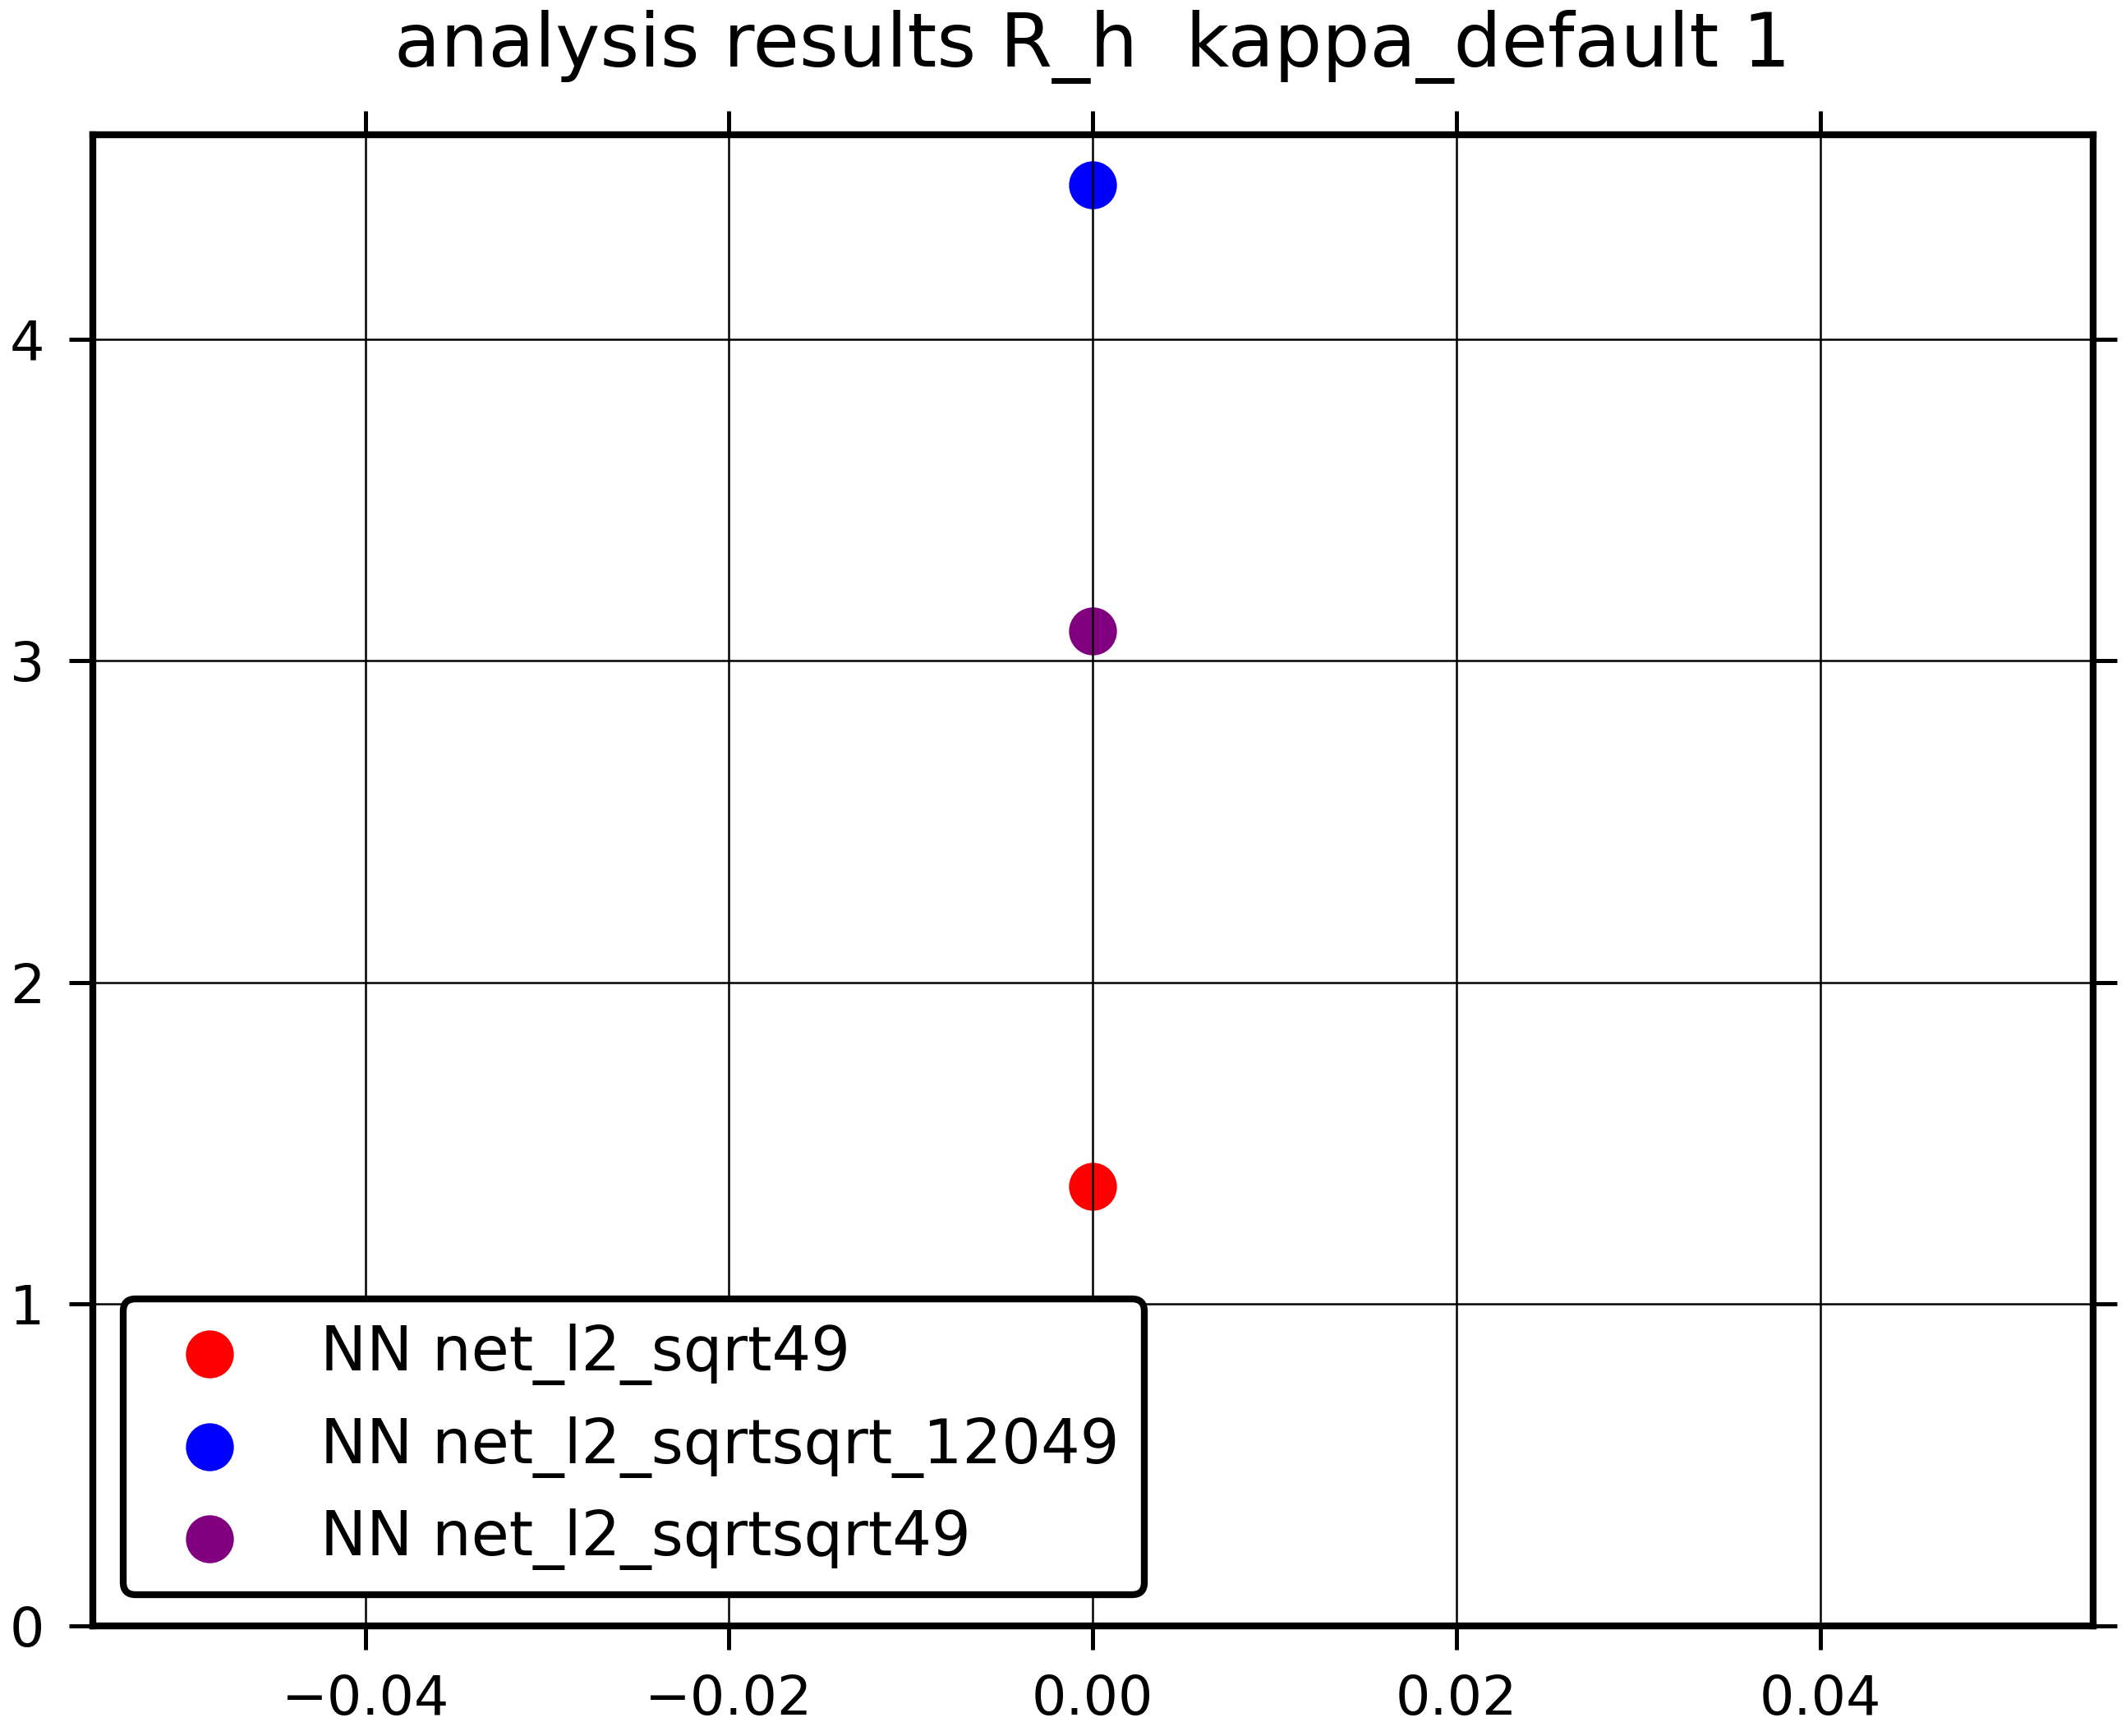 analysis results R_h  kappa_default 1
4
3
2
1
0
NN net_l2_sqrt49
NN net_l2_sqrtsqrt_12049
NN net_l2_sqrtsqrt49
−0.04 −0.02 0.00 0.02 0.04